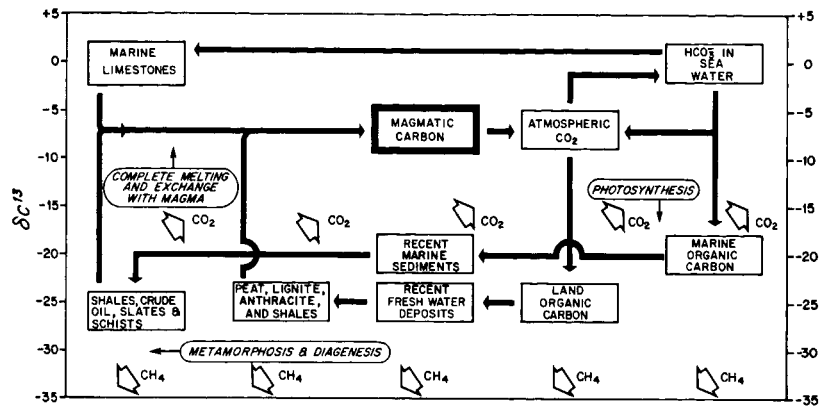 +5
0
-5
-10
-15
-20
-25
-30
-35
δC13
+5
0
-5
-10
-15
-20
-25
-30
-35
MARINE
LIMESTONES
HCO3̄ IN
SEA
WATER
MAGMATIC
CARBON
ATMOSPHERIC
CO2
COMPLETE MELTING
AND EXCHANGE
WITH MAGMA
PHOTOSYNTHESIS
CO2
CO2
CO2
CO2
CO2
RECENT
MARINE
SEDIMENTS
MARINE
ORGANIC
CARBON
SHALES, CRUDE
OIL, SLATES &
SCHISTS
PEAT, LIGNITE,
ANTHRACITE,
AND SHALES
RECENT
FRESH WATER
DEPOSITS
LAND
ORGANIC
CARBON
METAMORPHOSIS & DIAGENESIS
CH4
CH4
CH4
CH4
CH4